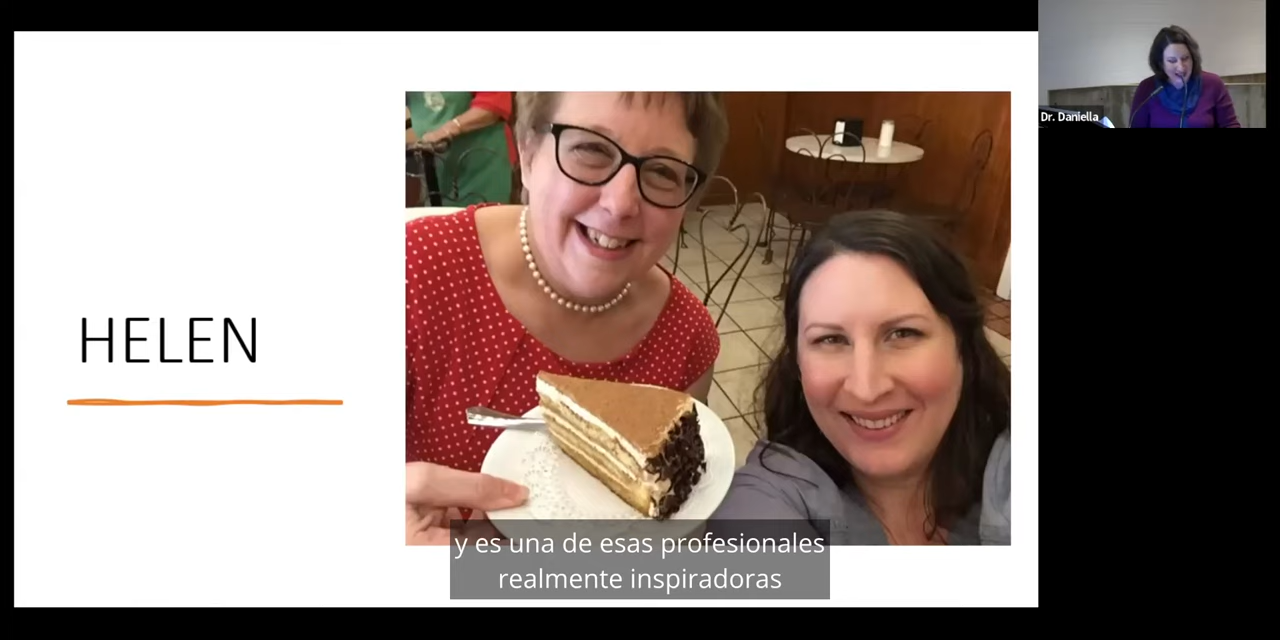 HELEN
Dr. Daniella
y es una de esas profesionales
realmente inspiradoras